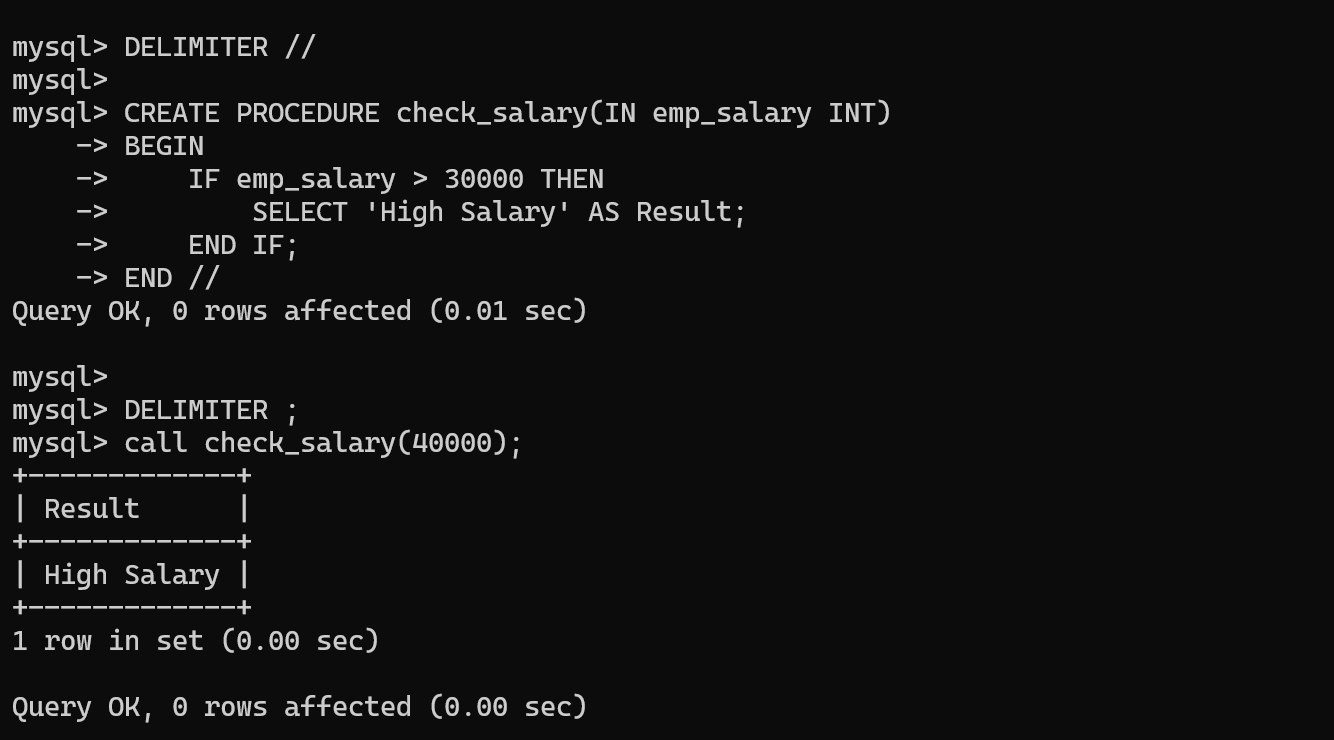 mysql> DELIMITER //
mysql>
mysql> CREATE PROCEDURE check_salary(IN emp_salary INT)
    -> BEGIN
    ->     IF emp_salary > 30000 THEN
    ->         SELECT 'High Salary' AS Result;
    ->     END IF;
    -> END //
Query OK, 0 rows affected (0.01 sec)

mysql>
mysql> DELIMITER ;
mysql> call check_salary(40000);
+-------------+
| Result      |
+-------------+
| High Salary |
+-------------+
1 row in set (0.00 sec)

Query OK, 0 rows affected (0.00 sec)